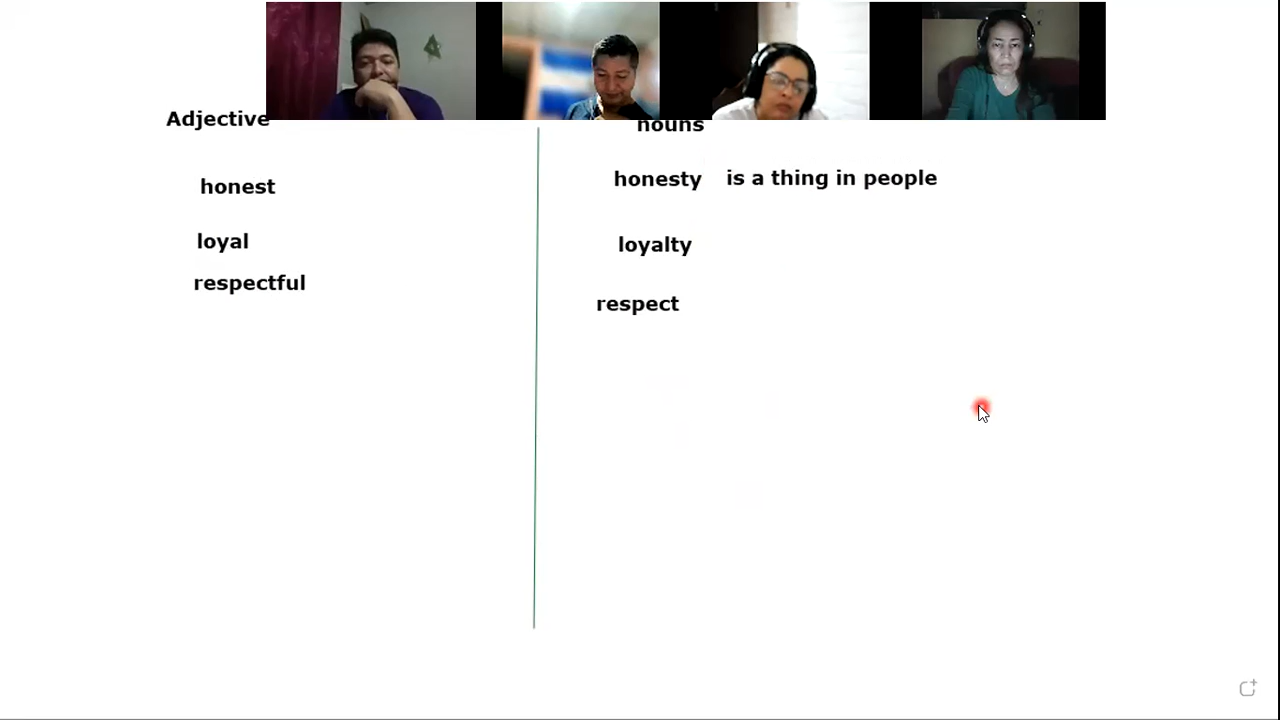 Adjective
honest
loyal
respectful
nouns
honesty is a thing in people
loyalty
respect